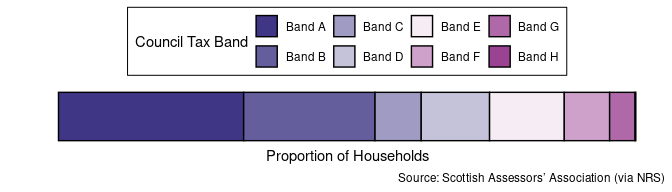 Council Tax Band
Band A
Band C
Band E
Band G
Band B
Band D
Band F
Band H
Proportion of Households
Source: Scottish Assessors' Association (via NRS)